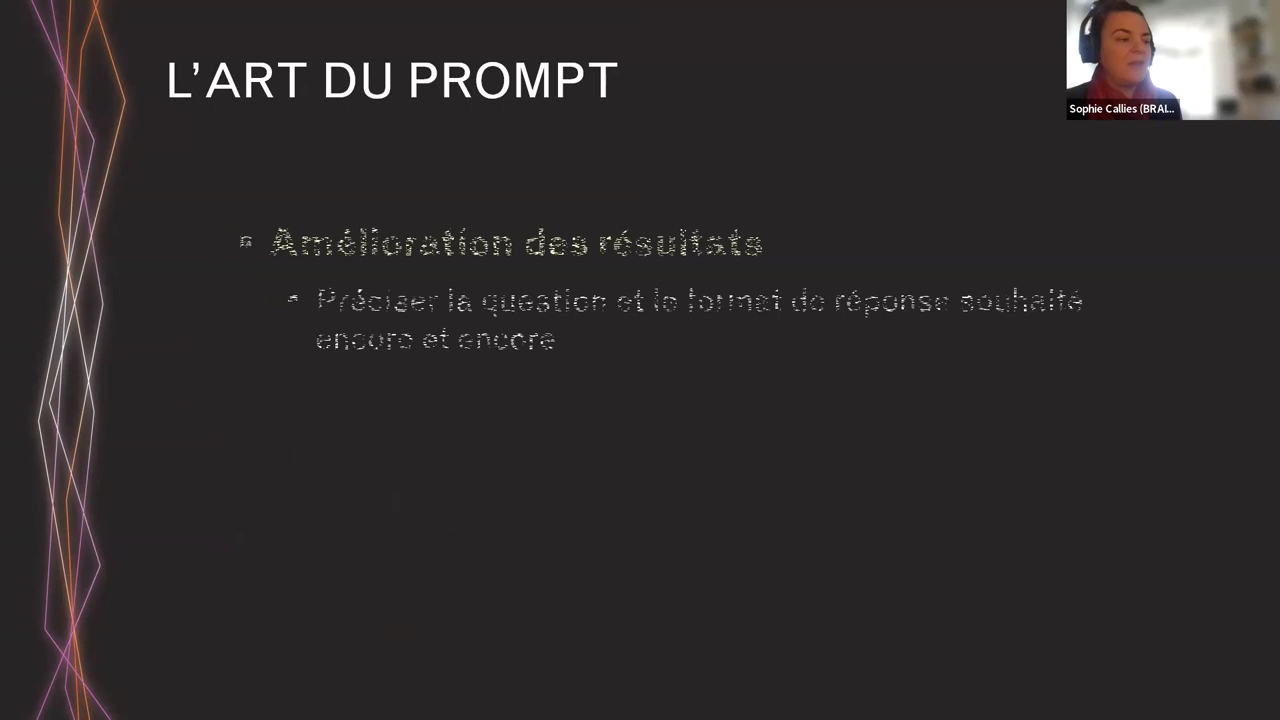 L'ART DU PROMPT
Sophie Callies (BRAI...
▪ Amélioration des résultats
▪ Préciser la question et le format de réponse souhaité
encore et encore